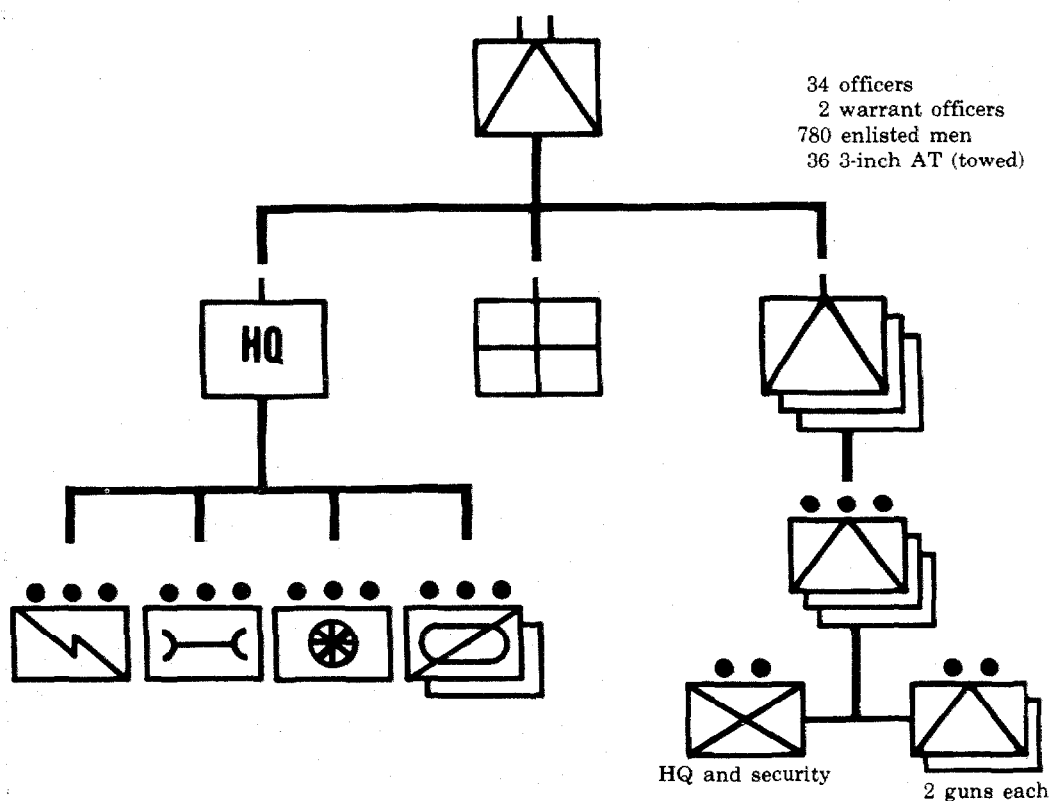 34 officers
2 warrant officers
780 enlisted men
36 3-inch AT (towed)
HQ
HQ and security
2 guns each